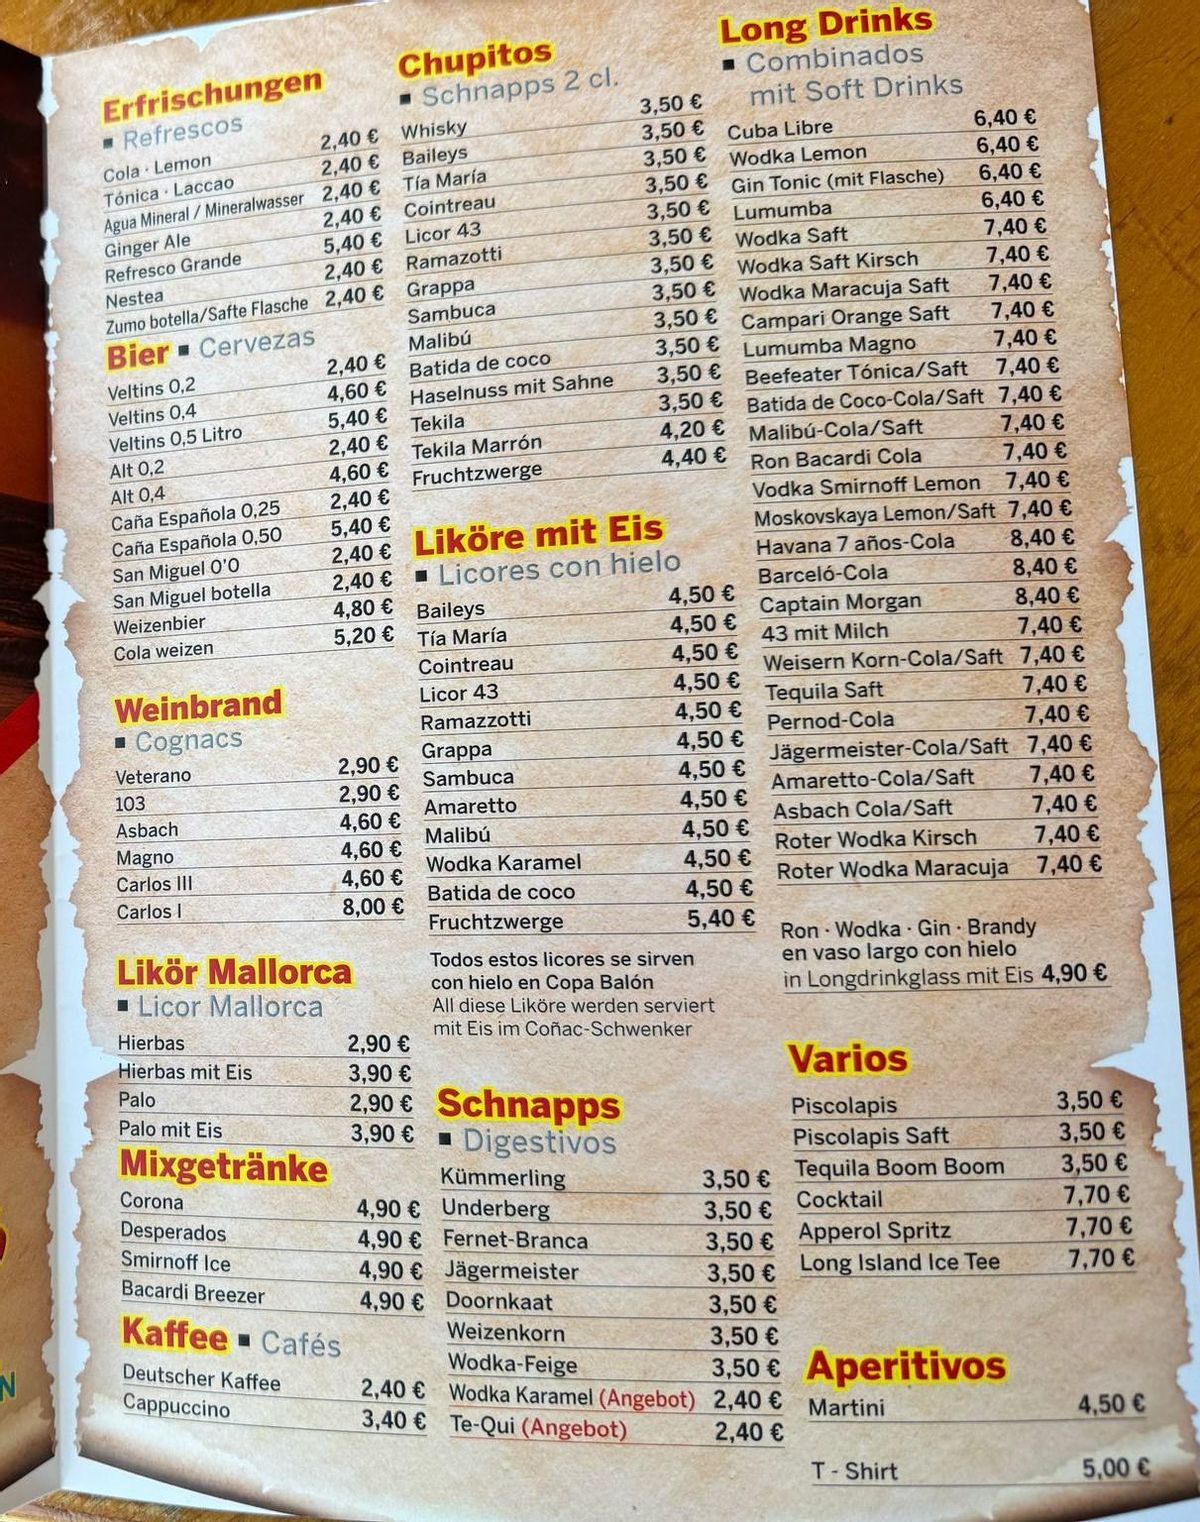 Erfrischungen
▪ Refrescos
Cola · Lemon 2,40 €
Tónica · Laccao 2,40 €
Agua Mineral / Mineralwasser 2,40 €
Ginger Ale 2,40 €
Refresco Grande 5,40 €
Nestea 2,40 €
Zumo botella/Safte Flasche 2,40 €
Bier ▪ Cervezas
Veltins 0,2 2,40 €
Veltins 0,4 4,60 €
Veltins 0,5 Litro 5,40 €
Alt 0,2 2,40 €
Alt 0,4 4,60 €
Caña Española 0,25 2,40 €
Caña Española 0,50 5,40 €
San Miguel 0'0 2,40 €
San Miguel botella 2,40 €
Weizenbier 4,80 €
Cola weizen 5,20 €
Weinbrand
▪ Cognacs
Veterano 2,90 €
103 2,90 €
Asbach 4,60 €
Magno 4,60 €
Carlos III 4,60 €
Carlos I 8,00 €
Likör Mallorca
▪ Licor Mallorca
Hierbas 2,90 €
Hierbas mit Eis 3,90 €
Palo 2,90 €
Palo mit Eis 3,90 €
Mixgetränke
Corona 4,90 €
Desperados 4,90 €
Smirnoff Ice 4,90 €
Bacardi Breezer 4,90 €
Kaffee ▪ Cafés
Deutscher Kaffee 2,40 €
Cappuccino 3,40 €
Chupitos
▪ Schnapps 2 cl.
Whisky 3,50 €
Baileys 3,50 €
Tía María 3,50 €
Cointreau 3,50 €
Licor 43 3,50 €
Ramazotti 3,50 €
Grappa 3,50 €
Sambuca 3,50 €
Malibú 3,50 €
Batida de coco 3,50 €
Haselnuss mit Sahne 3,50 €
Tekila 3,50 €
Tekila Marrón 4,20 €
Fruchtzwerge 4,40 €
Liköre mit Eis
▪ Licores con hielo
Baileys 4,50 €
Tía María 4,50 €
Cointreau 4,50 €
Licor 43 4,50 €
Ramazzotti 4,50 €
Grappa 4,50 €
Sambuca 4,50 €
Amaretto 4,50 €
Malibú 4,50 €
Wodka Karamel 4,50 €
Batida de coco 4,50 €
Fruchtzwerge 5,40 €
Todos estos licores se sirven
con hielo en Copa Balón
All diese Liköre werden serviert
mit Eis im Coñac-Schwenker
Schnapps
▪ Digestivos
Kümmerling 3,50 €
Underberg 3,50 €
Fernet-Branca 3,50 €
Jägermeister 3,50 €
Doornkaat 3,50 €
Weizenkorn 3,50 €
Wodka-Feige 3,50 €
Wodka Karamel (Angebot) 2,40 €
Te-Qui (Angebot) 2,40 €
Long Drinks
▪ Combinados
mit Soft Drinks
Cuba Libre 6,40 €
Wodka Lemon 6,40 €
Gin Tonic (mit Flasche) 6,40 €
Lumumba 6,40 €
Wodka Saft 7,40 €
Wodka Saft Kirsch 7,40 €
Wodka Maracuja Saft 7,40 €
Campari Orange Saft 7,40 €
Lumumba Magno 7,40 €
Beefeater Tónica/Saft 7,40 €
Batida de Coco-Cola/Saft 7,40 €
Malibú-Cola/Saft 7,40 €
Ron Bacardi Cola 7,40 €
Vodka Smirnoff Lemon 7,40 €
Moskovskaya Lemon/Saft 7,40 €
Havana 7 años-Cola 8,40 €
Barceló-Cola 8,40 €
Captain Morgan 8,40 €
43 mit Milch 7,40 €
Weisern Korn-Cola/Saft 7,40 €
Tequila Saft 7,40 €
Pernod-Cola 7,40 €
Jägermeister-Cola/Saft 7,40 €
Amaretto-Cola/Saft 7,40 €
Asbach Cola/Saft 7,40 €
Roter Wodka Kirsch 7,40 €
Roter Wodka Maracuja 7,40 €
Ron · Wodka · Gin · Brandy
en vaso largo con hielo
in Longdrinkglass mit Eis 4,90 €
Varios
Piscolapis 3,50 €
Piscolapis Saft 3,50 €
Tequila Boom Boom 3,50 €
Cocktail 7,70 €
Apperol Spritz 7,70 €
Long Island Ice Tee 7,70 €
Aperitivos
Martini 4,50 €
T - Shirt 5,00 €